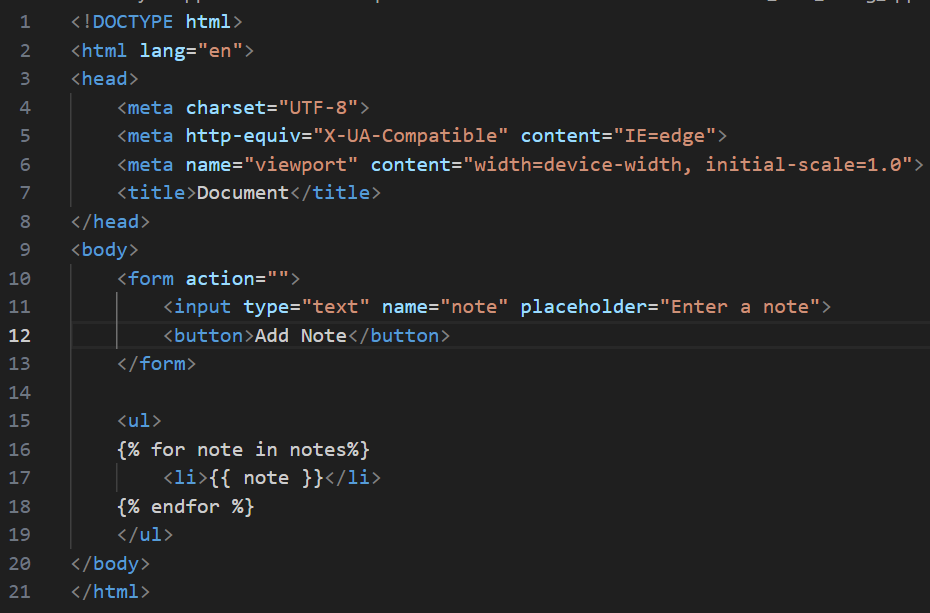 1 <!DOCTYPE html>
2 <html lang="en">
3 <head>
4     <meta charset="UTF-8">
5     <meta http-equiv="X-UA-Compatible" content="IE=edge">
6     <meta name="viewport" content="width=device-width, initial-scale=1.0">
7     <title>Document</title>
8 </head>
9 <body>
10     <form action="">
11         <input type="text" name="note" placeholder="Enter a note">
12         <button>Add Note</button>
13     </form>
14
15     <ul>
16     {% for note in notes%}
17         <li>{{ note }}</li>
18     {% endfor %}
19     </ul>
20 </body>
21 </html>